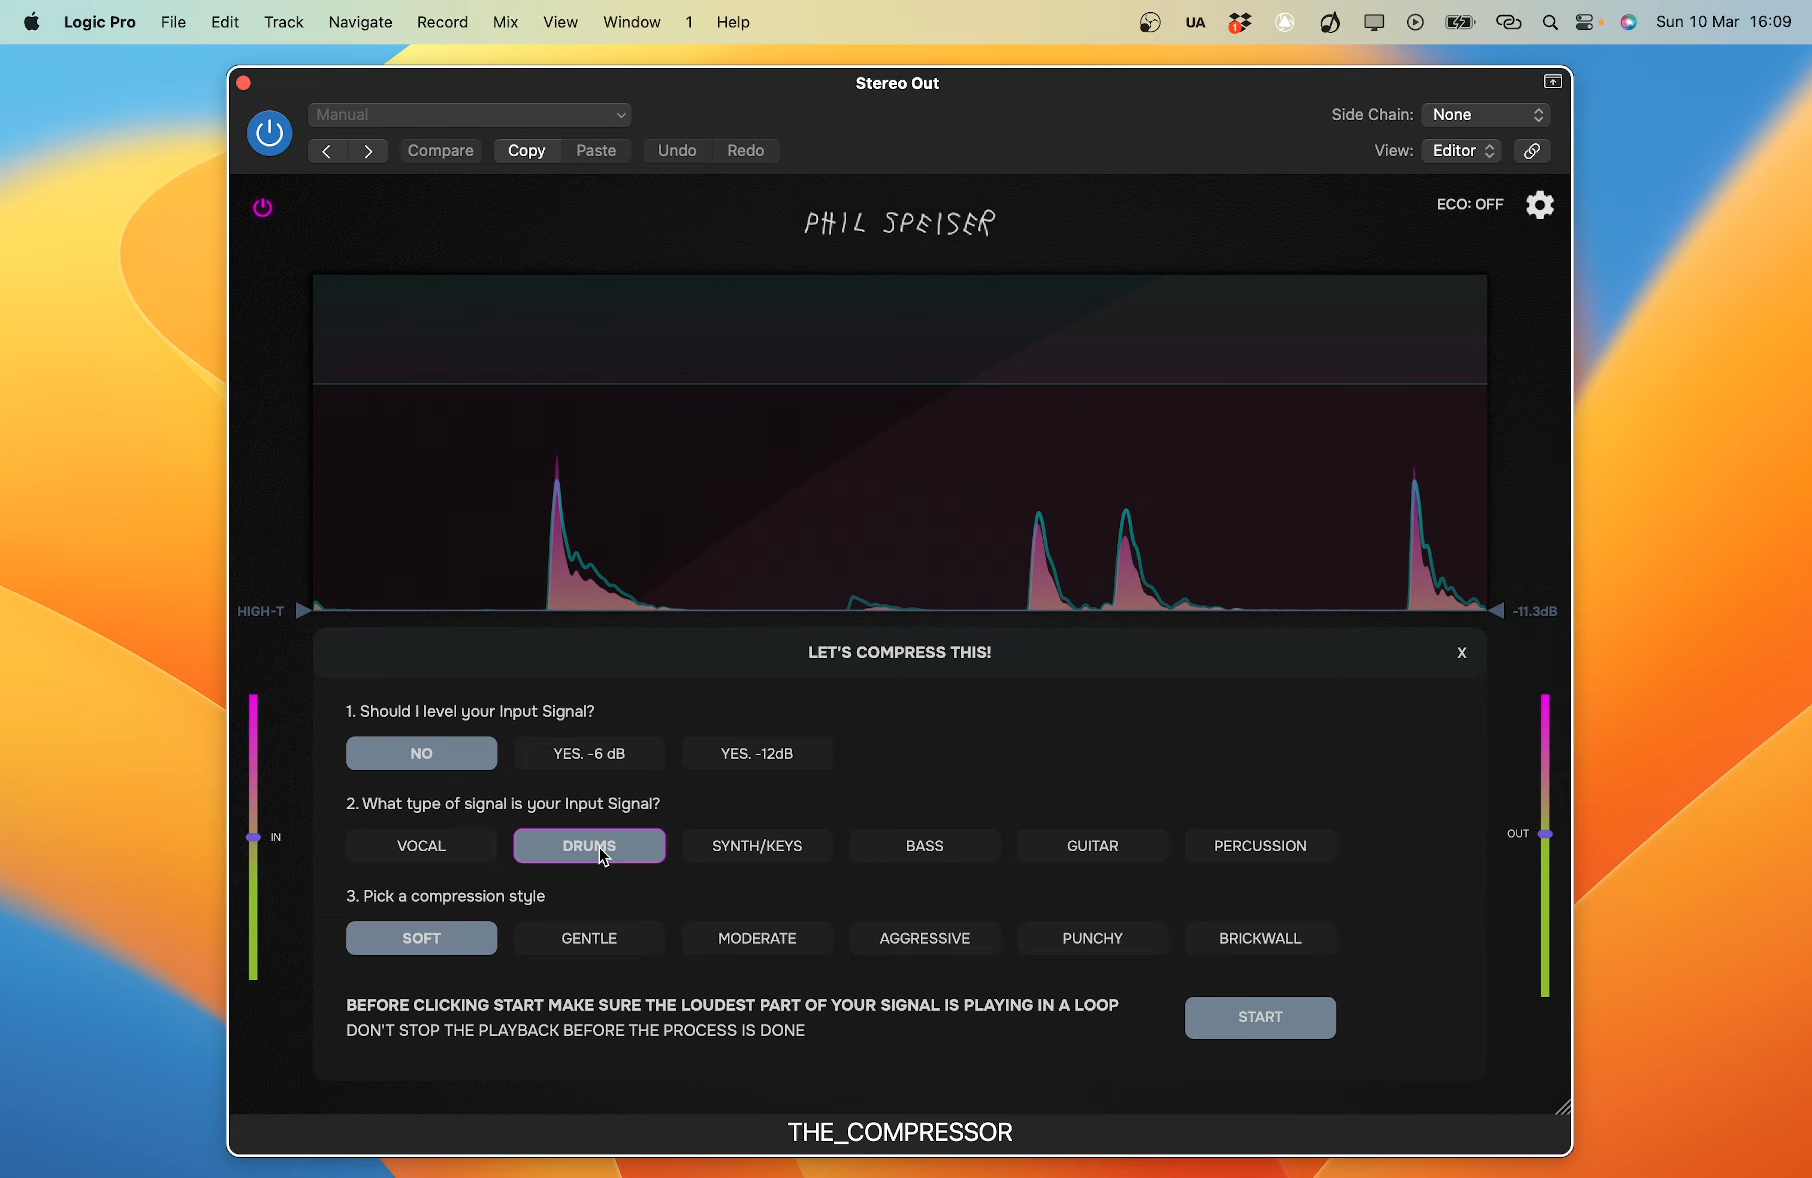 Logic Pro File Edit Track Navigate Record Mix View Window 1 Help UA 1 Sun 10 Mar 16:09
Stereo Out
Manual Side Chain: None
Compare Copy Paste Undo Redo View: Editor
ECO: OFF
PHIL SPEISER
HIGH-T -11.3dB
LET'S COMPRESS THIS! X
1. Should I level your Input Signal?
NO YES. -6 dB YES. -12dB
2. What type of signal is your Input Signal?
IN OUT
VOCAL DRUMS SYNTH/KEYS BASS GUITAR PERCUSSION
3. Pick a compression style
SOFT GENTLE MODERATE AGGRESSIVE PUNCHY BRICKWALL
BEFORE CLICKING START MAKE SURE THE LOUDEST PART OF YOUR SIGNAL IS PLAYING IN A LOOP
START
DON'T STOP THE PLAYBACK BEFORE THE PROCESS IS DONE
THE_COMPRESSOR